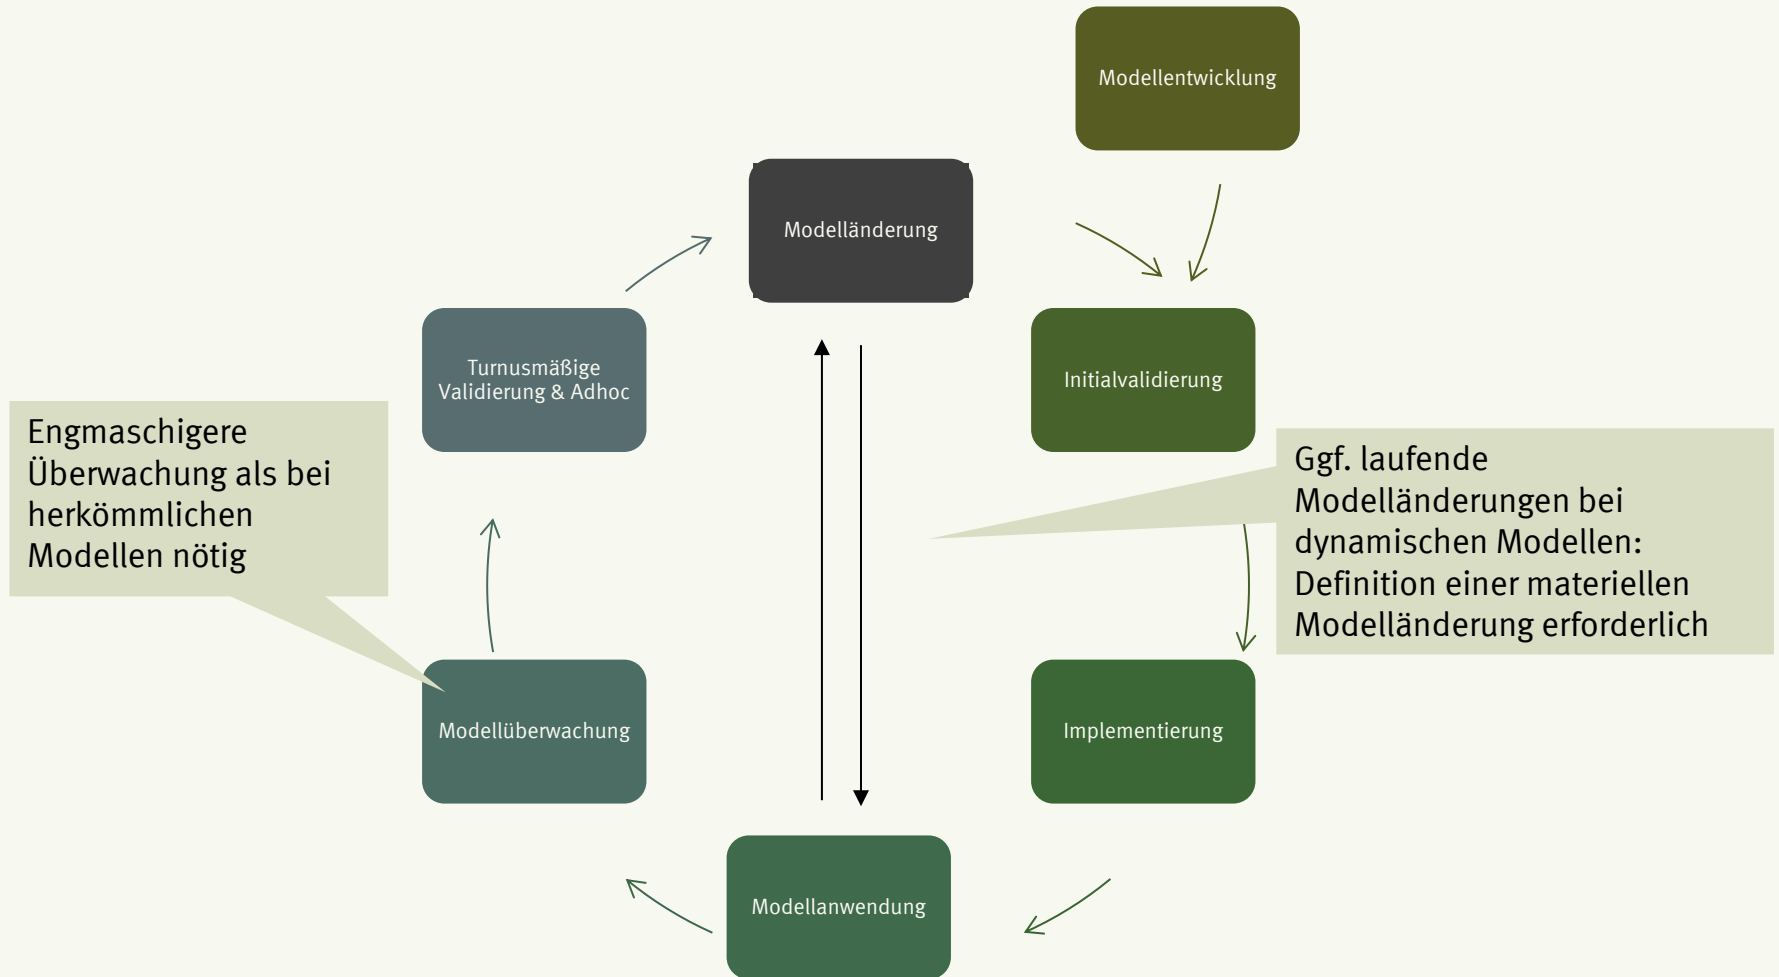 Modellentwicklung
Modelländerung
Turnusmäßige
Validierung & Adhoc
Initialvalidierung
Engmaschigere
Überwachung als bei
herkömmlichen
Modellen nötig
Ggf. laufende
Modelländerungen bei
dynamischen Modellen:
Definition einer materiellen
Modelländerung erforderlich
Modellüberwachung
Implementierung
Modellanwendung